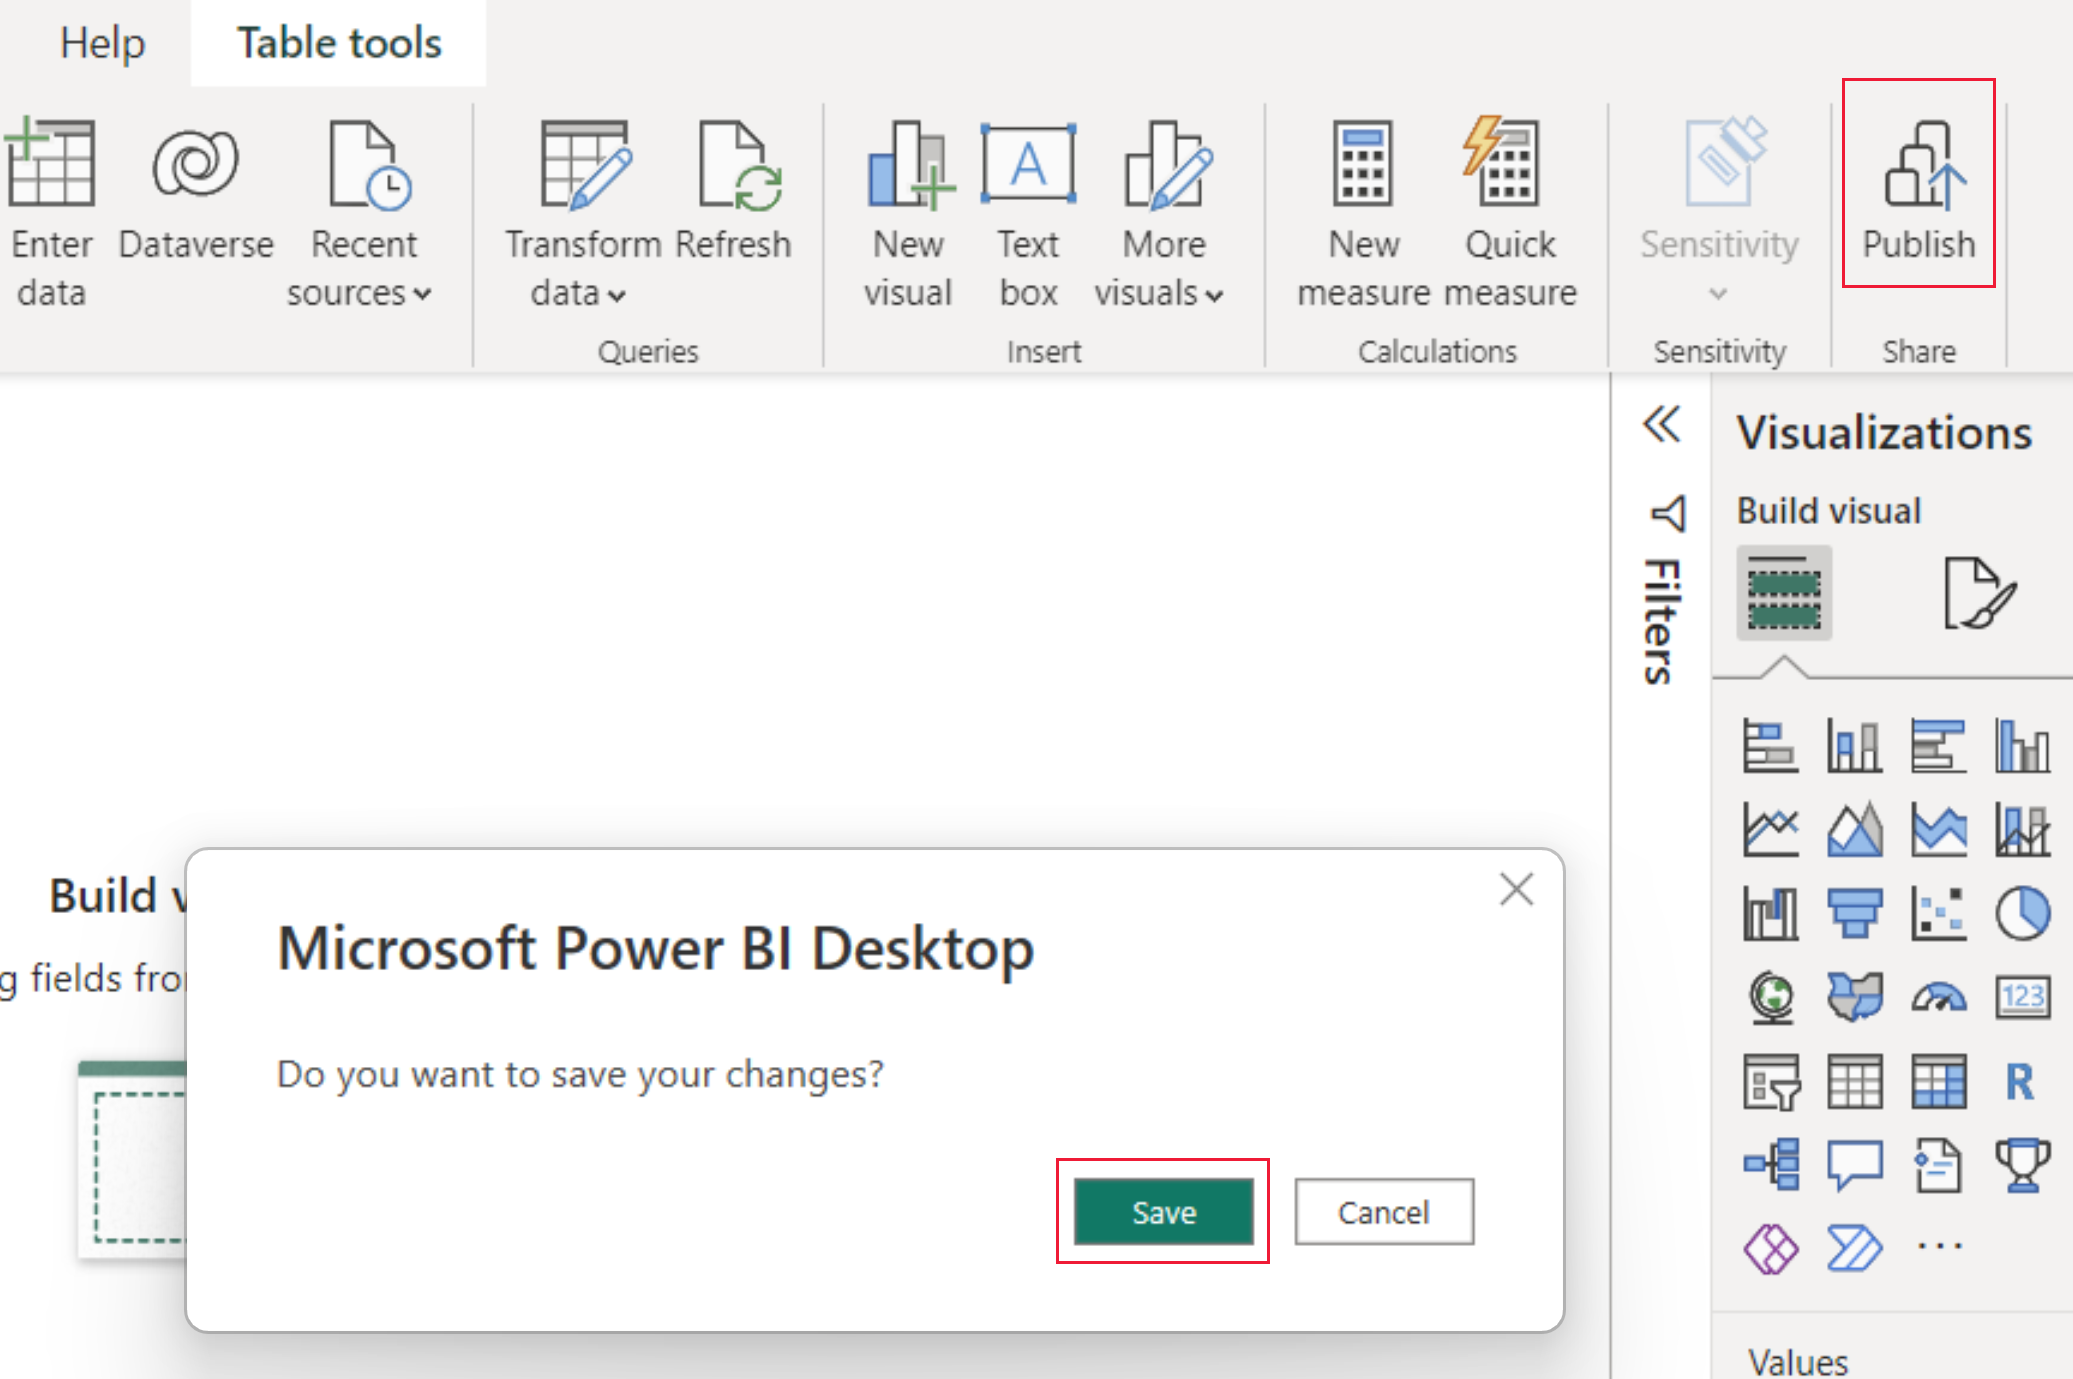 Help
Table tools
Enter data
Dataverse
Recent sources
Transform data
Refresh
New visual
Text box
More visuals
New measure
Quick measure
Sensitivity
Publish
Queries
Insert
Calculations
Sensitivity
Share
Visualizations
Build visual
Filters
123
R
Build v
g fields fro
Microsoft Power BI Desktop
Do you want to save your changes?
Save
Cancel
...
Values